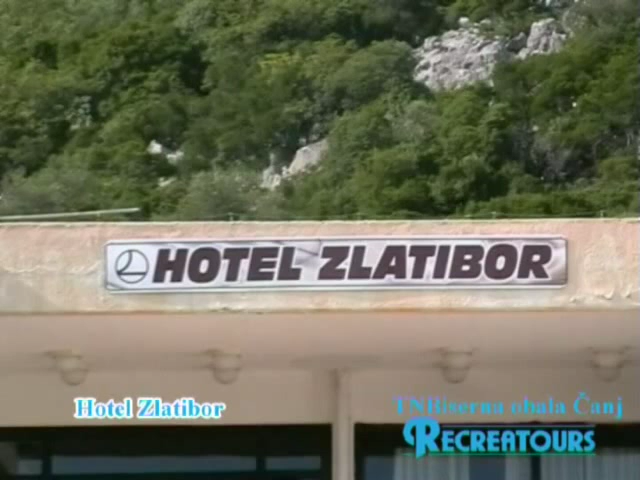 HOTEL ZLATIBOR
Hotel Zlatibor
TNBiserna obala Čanj
RECREATOURS